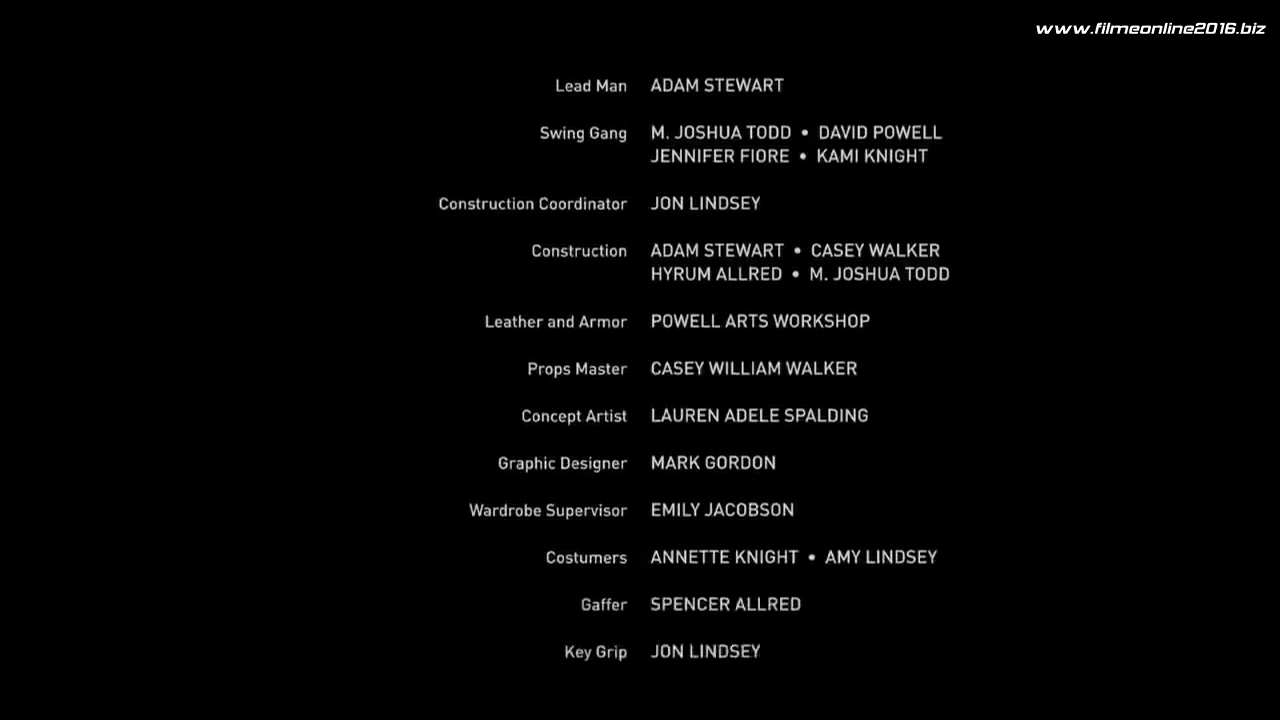 www.filmeonline2016.biz
Lead Man ADAM STEWART
Swing Gang M. JOSHUA TODD • DAVID POWELL
JENNIFER FIORE • KAMI KNIGHT
Construction Coordinator JON LINDSEY
Construction ADAM STEWART • CASEY WALKER
HYRUM ALLRED • M. JOSHUA TODD
Leather and Armor POWELL ARTS WORKSHOP
Props Master CASEY WILLIAM WALKER
Concept Artist LAUREN ADELE SPALDING
Graphic Designer MARK GORDON
Wardrobe Supervisor EMILY JACOBSON
Costumers ANNETTE KNIGHT • AMY LINDSEY
Gaffer SPENCER ALLRED
Key Grip JON LINDSEY